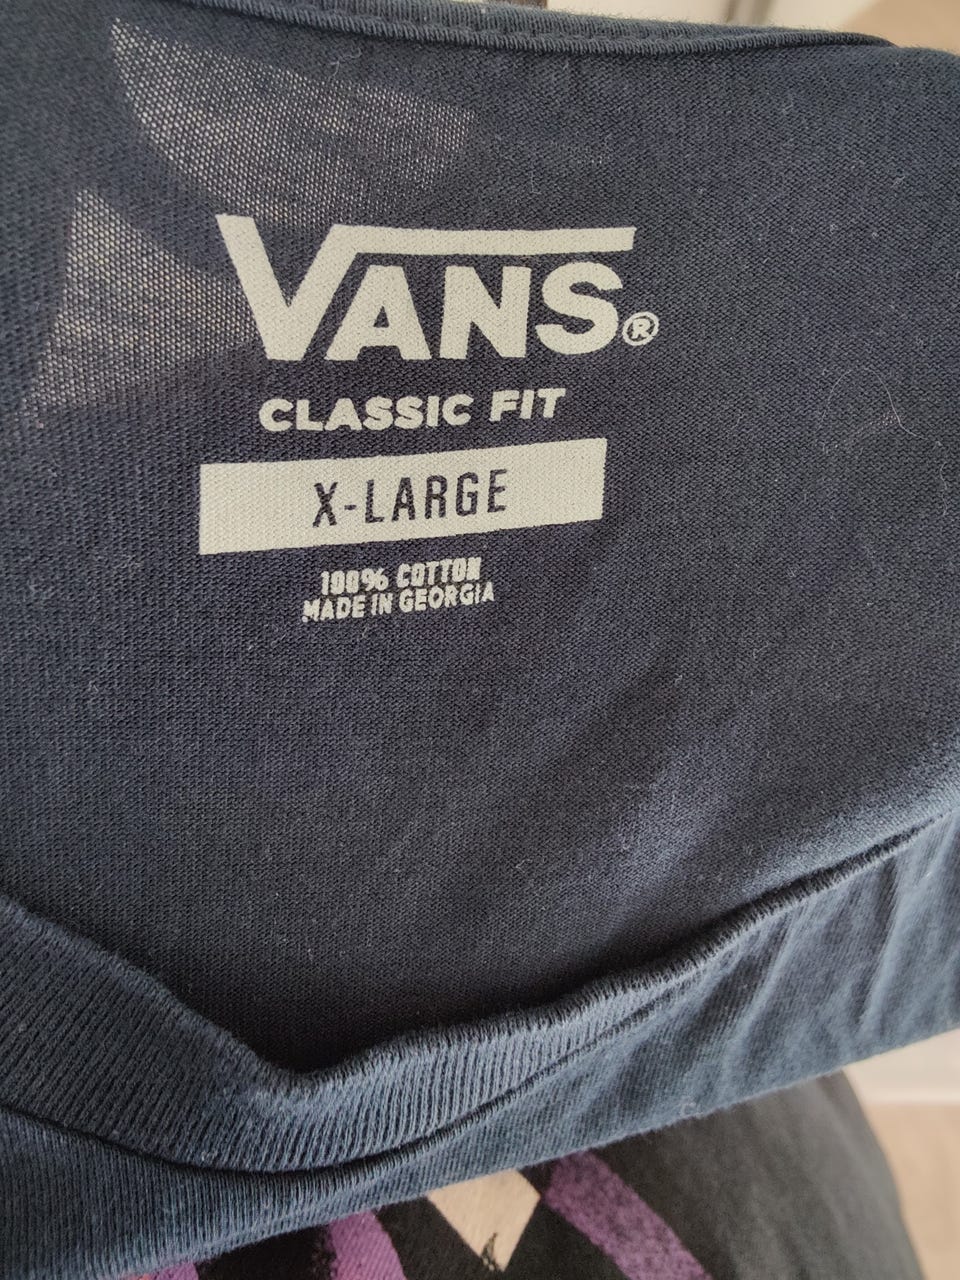 VANS®
CLASSIC FIT
X-LARGE
100% COTTON
MADE IN GEORGIA